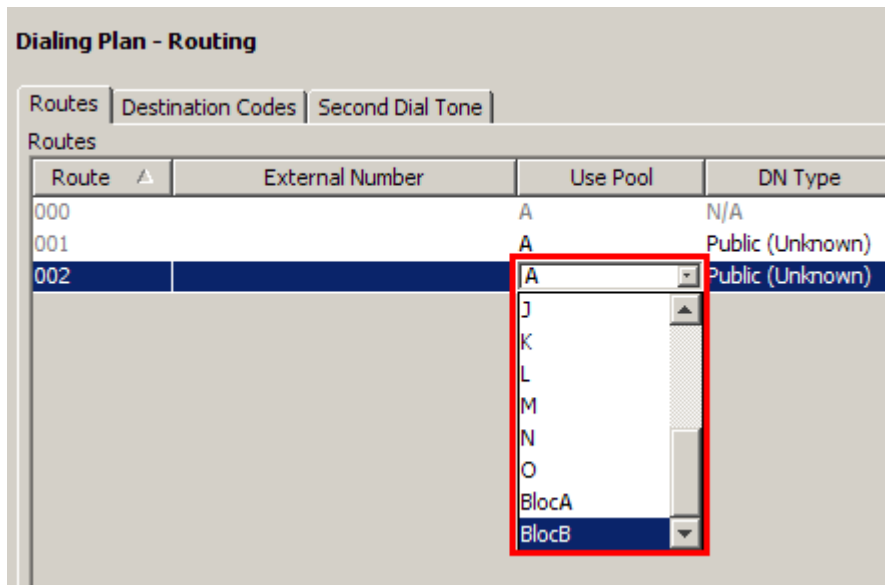 Dialing Plan - Routing
Routes Destination Codes Second Dial Tone
Routes
Route External Number Use Pool DN Type
000 A N/A
001 A Public (Unknown)
002 A Public (Unknown)
J
K
L
M
N
O
BlocA
BlocB